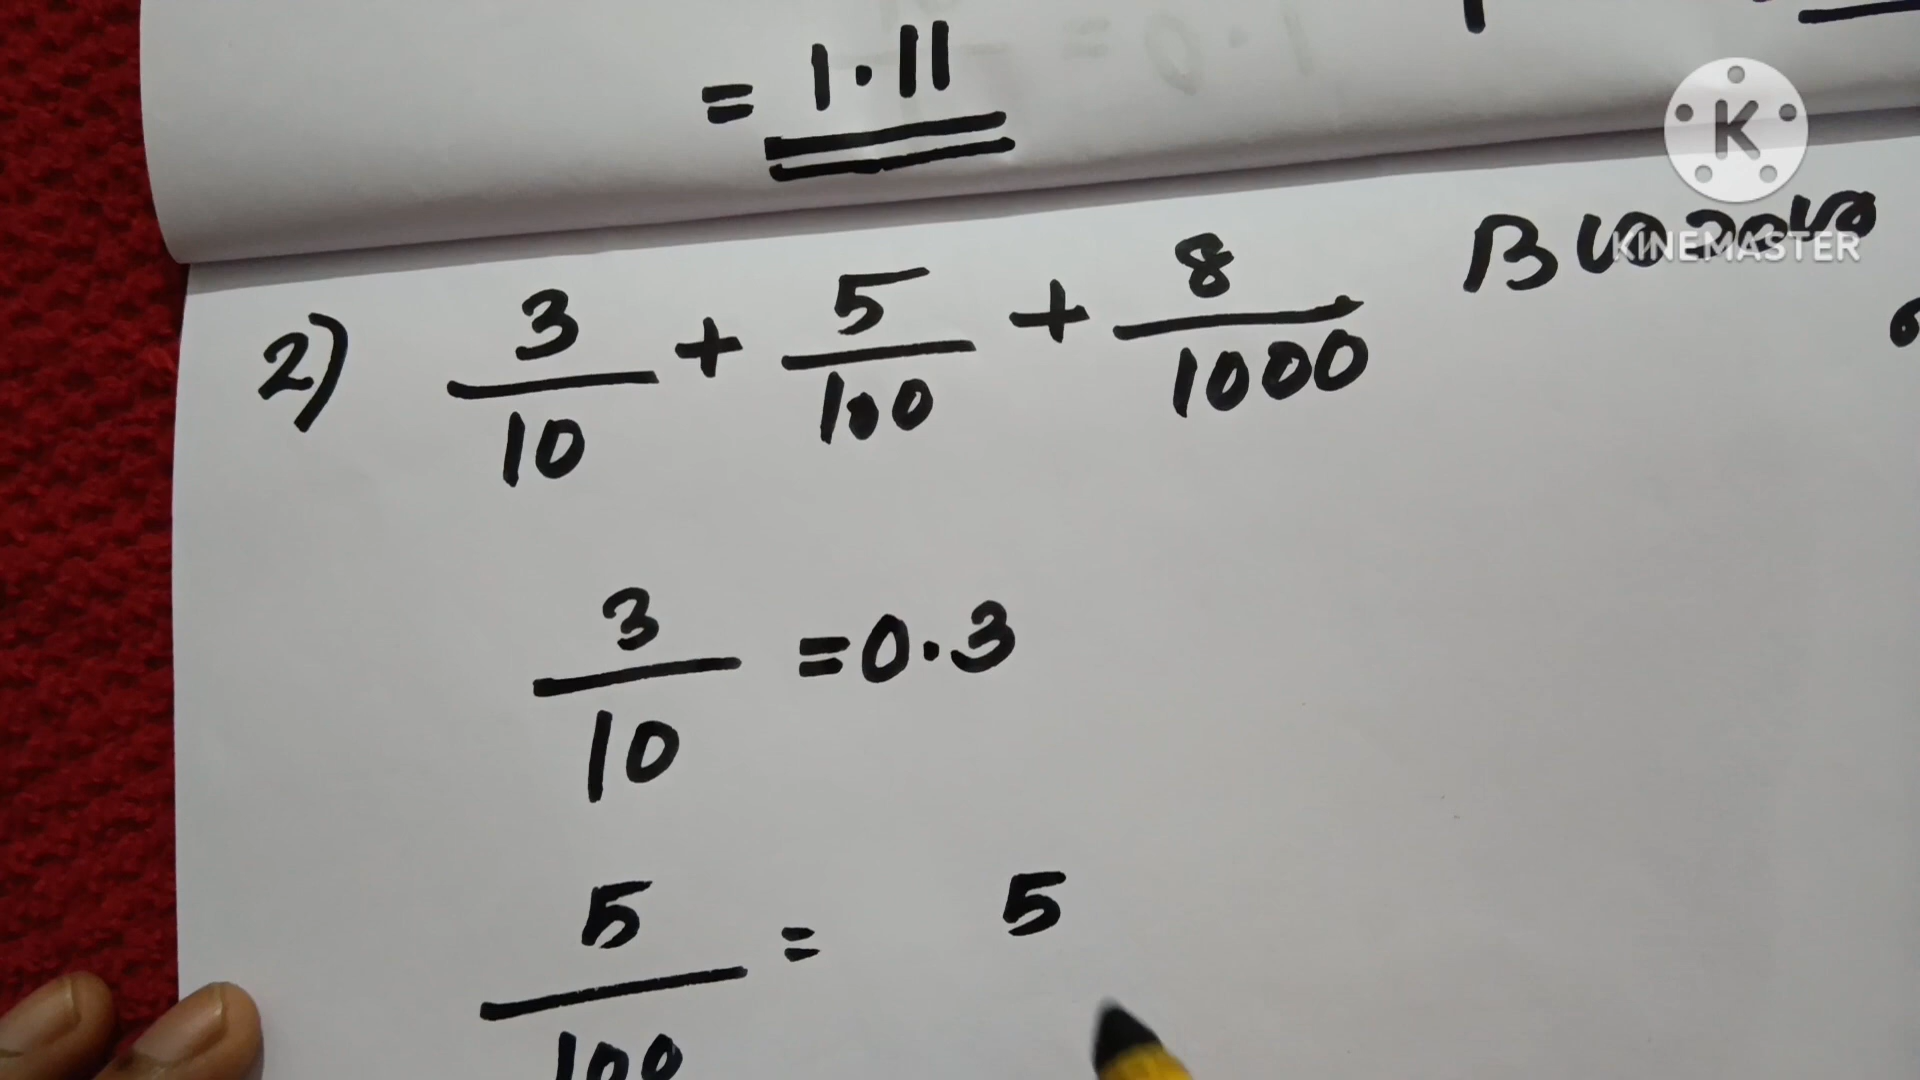 = 1.11
K
KINEMASTER
2) 3/10 + 5/100 + 8/1000
3/10 = 0.3
5/100 = 5